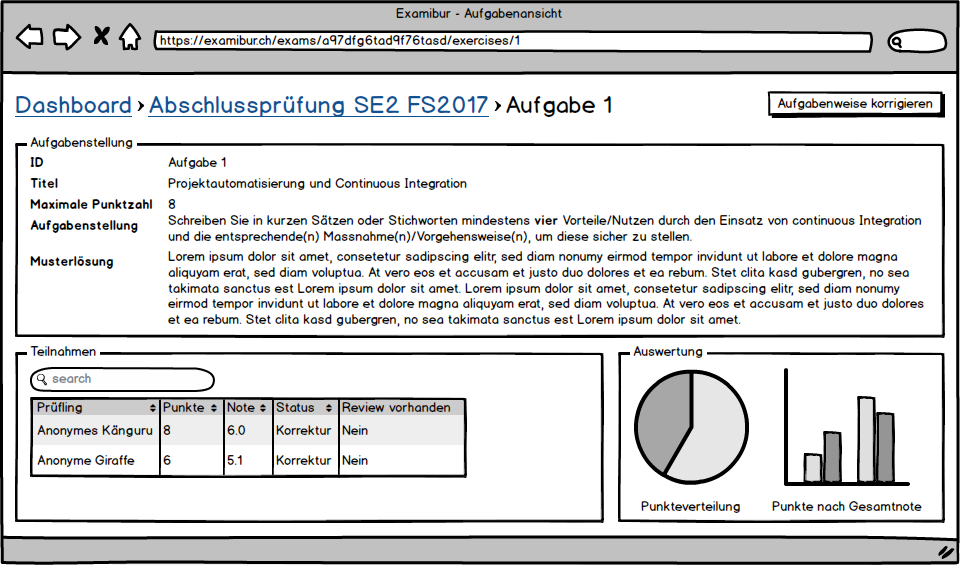 Examibur - Aufgabenansicht
https://examibur.ch/exams/a97dfg6tad9f76tasd/exercises/1
Dashboard › Abschlussprüfung SE2 FS2017 › Aufgabe 1
Aufgabenweise korrigieren
Aufgabenstellung
ID Aufgabe 1
Titel Projektautomatisierung und Continuous Integration
Maximale Punktzahl 8
Aufgabenstellung Schreiben Sie in kurzen Sätzen oder Stichworten mindestens vier Vorteile/Nutzen durch den Einsatz von continuous Integration
und die entsprechende(n) Massnahme(n)/Vorgehensweise(n), um diese sicher zu stellen.
Musterlösung Lorem ipsum dolor sit amet, consetetur sadipscing elitr, sed diam nonumy eirmod tempor invidunt ut labore et dolore magna
aliquyam erat, sed diam voluptua. At vero eos et accusam et justo duo dolores et ea rebum. Stet clita kasd gubergren, no sea
takimata sanctus est Lorem ipsum dolor sit amet. Lorem ipsum dolor sit amet, consetetur sadipscing elitr, sed diam nonumy
eirmod tempor invidunt ut labore et dolore magna aliquyam erat, sed diam voluptua. At vero eos et accusam et justo duo dolores
et ea rebum. Stet clita kasd gubergren, no sea takimata sanctus est Lorem ipsum dolor sit amet.
Teilnahmen
search
Prüfling Punkte Note Status Review vorhanden
Anonymes Känguru 8 6.0 Korrektur Nein
Anonyme Giraffe 6 5.1 Korrektur Nein
Auswertung
Punkteverteilung
Punkte nach Gesamtnote